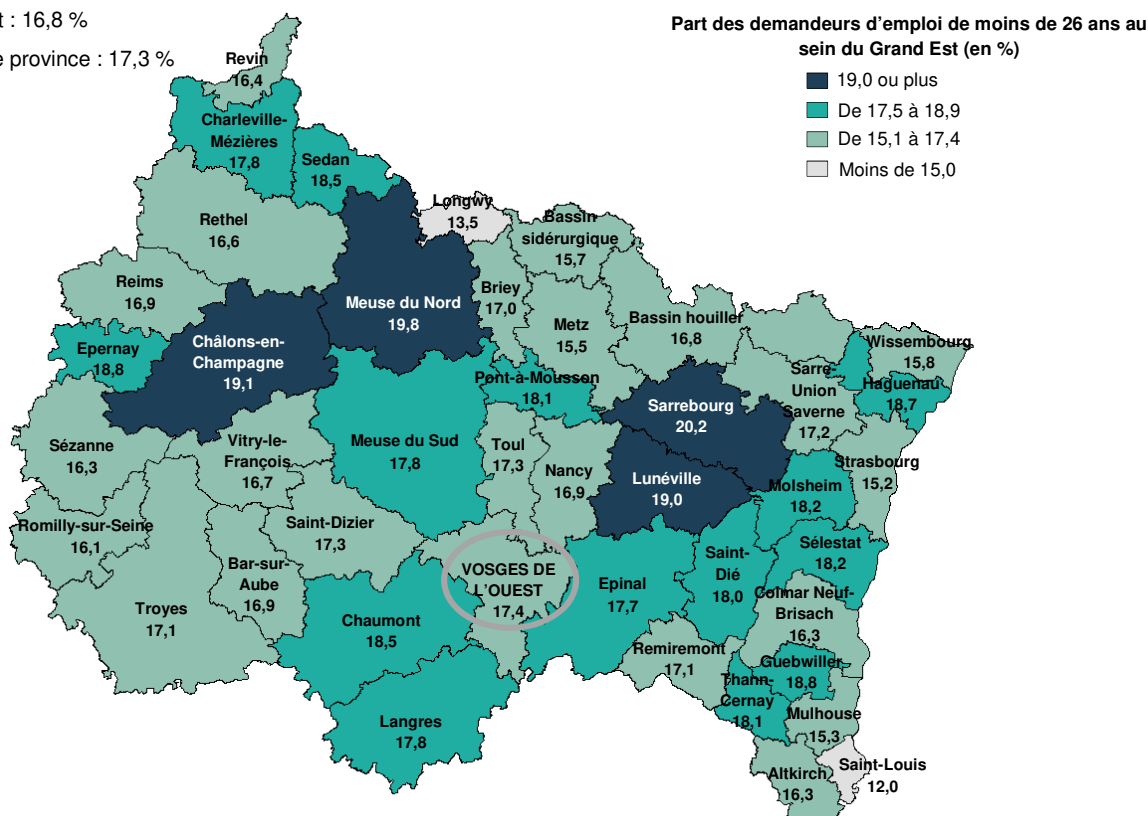 t : 16,8 %
e province : 17,3 %
Part des demandeurs d'emploi de moins de 26 ans au
sein du Grand Est (en %)
19,0 ou plus
De 17,5 à 18,9
De 15,1 à 17,4
Moins de 15,0
Revin
16,4
Charleville-
Mézières
17,8
Sedan
18,5
Rethel
16,6
Longwy
13,5
Bassin
sidérurgique
15,7
Reims
16,9
Meuse du Nord
19,8
Briey
17,0
Metz
15,5
Bassin houiller
16,8
Wissembourg
15,8
Epernay
18,8
Châlons-en-
Champagne
19,1
Pont-à-Mousson
18,1
Sarre-
Union
Saverne
17,2
Haguenau
18,7
Sarrebourg
20,2
Sézanne
16,3
Vitry-le-
François
16,7
Meuse du Sud
17,8
Toul
17,3
Nancy
16,9
Lunéville
19,0
Strasbourg
15,2
Molsheim
18,2
Romilly-sur-Seine
16,1
Saint-Dizier
17,3
Bar-sur-
Aube
16,9
VOSGES DE
L'OUEST
17,4
Epinal
17,7
Saint-
Dié
18,0
Sélestat
18,2
Troyes
17,1
Chaumont
18,5
Colmar Neuf-
Brisach
16,3
Remiremont
17,1
Guebwiller
18,8
Thann-
Cernay
18,1
Langres
17,8
Mulhouse
15,3
Altkirch
16,3
Saint-Louis
12,0